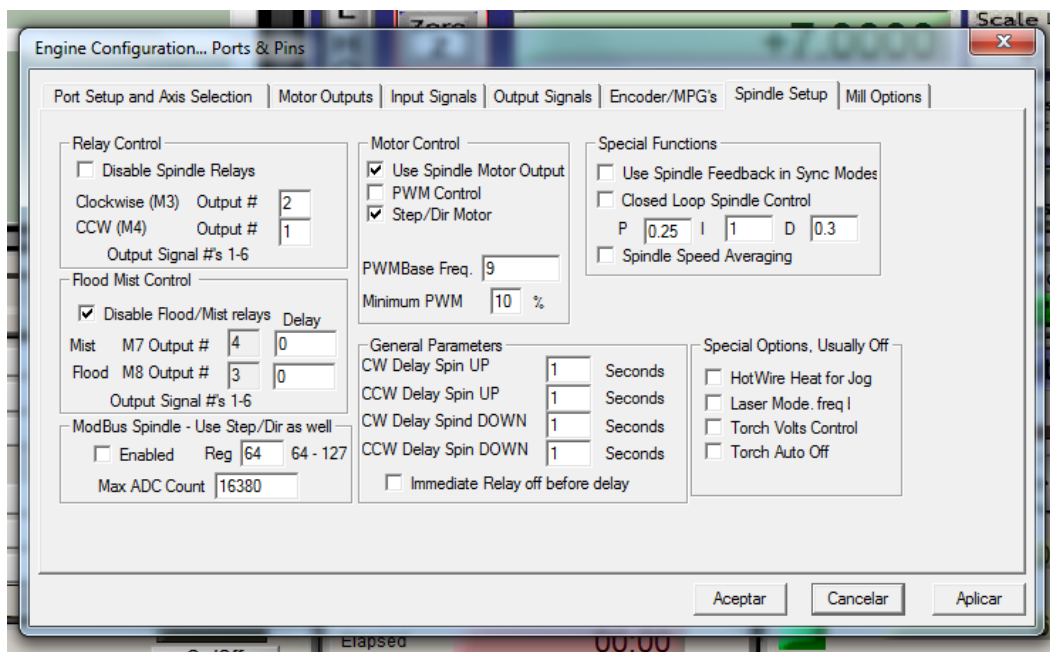 Zero
Z
+7.0000
Scale
Engine Configuration... Ports & Pins
Port Setup and Axis Selection
Motor Outputs
Input Signals
Output Signals
Encoder/MPG's
Spindle Setup
Mill Options
Relay Control
Disable Spindle Relays
Clockwise (M3) Output # 2
CCW (M4) Output # 1
Output Signal #'s 1-6
Flood Mist Control
Disable Flood/Mist relays Delay
Mist M7 Output # 4 0
Flood M8 Output # 3 0
Output Signal #'s 1-6
ModBus Spindle - Use Step/Dir as well
Enabled Reg 64 64 - 127
Max ADC Count 16380
Motor Control
Use Spindle Motor Output
PWM Control
Step/Dir Motor
PWMBase Freq. 9
Minimum PWM 10 %
General Parameters
CW Delay Spin UP 1 Seconds
CCW Delay Spin UP 1 Seconds
CW Delay Spind DOWN 1 Seconds
CCW Delay Spin DOWN 1 Seconds
Immediate Relay off before delay
Special Functions
Use Spindle Feedback in Sync Modes
Closed Loop Spindle Control
P 0.25 I 1 D 0.3
Spindle Speed Averaging
Special Options, Usually Off
HotWire Heat for Jog
Laser Mode. freq
Torch Volts Control
Torch Auto Off
Aceptar
Cancelar
Aplicar
Elapsed
00:00